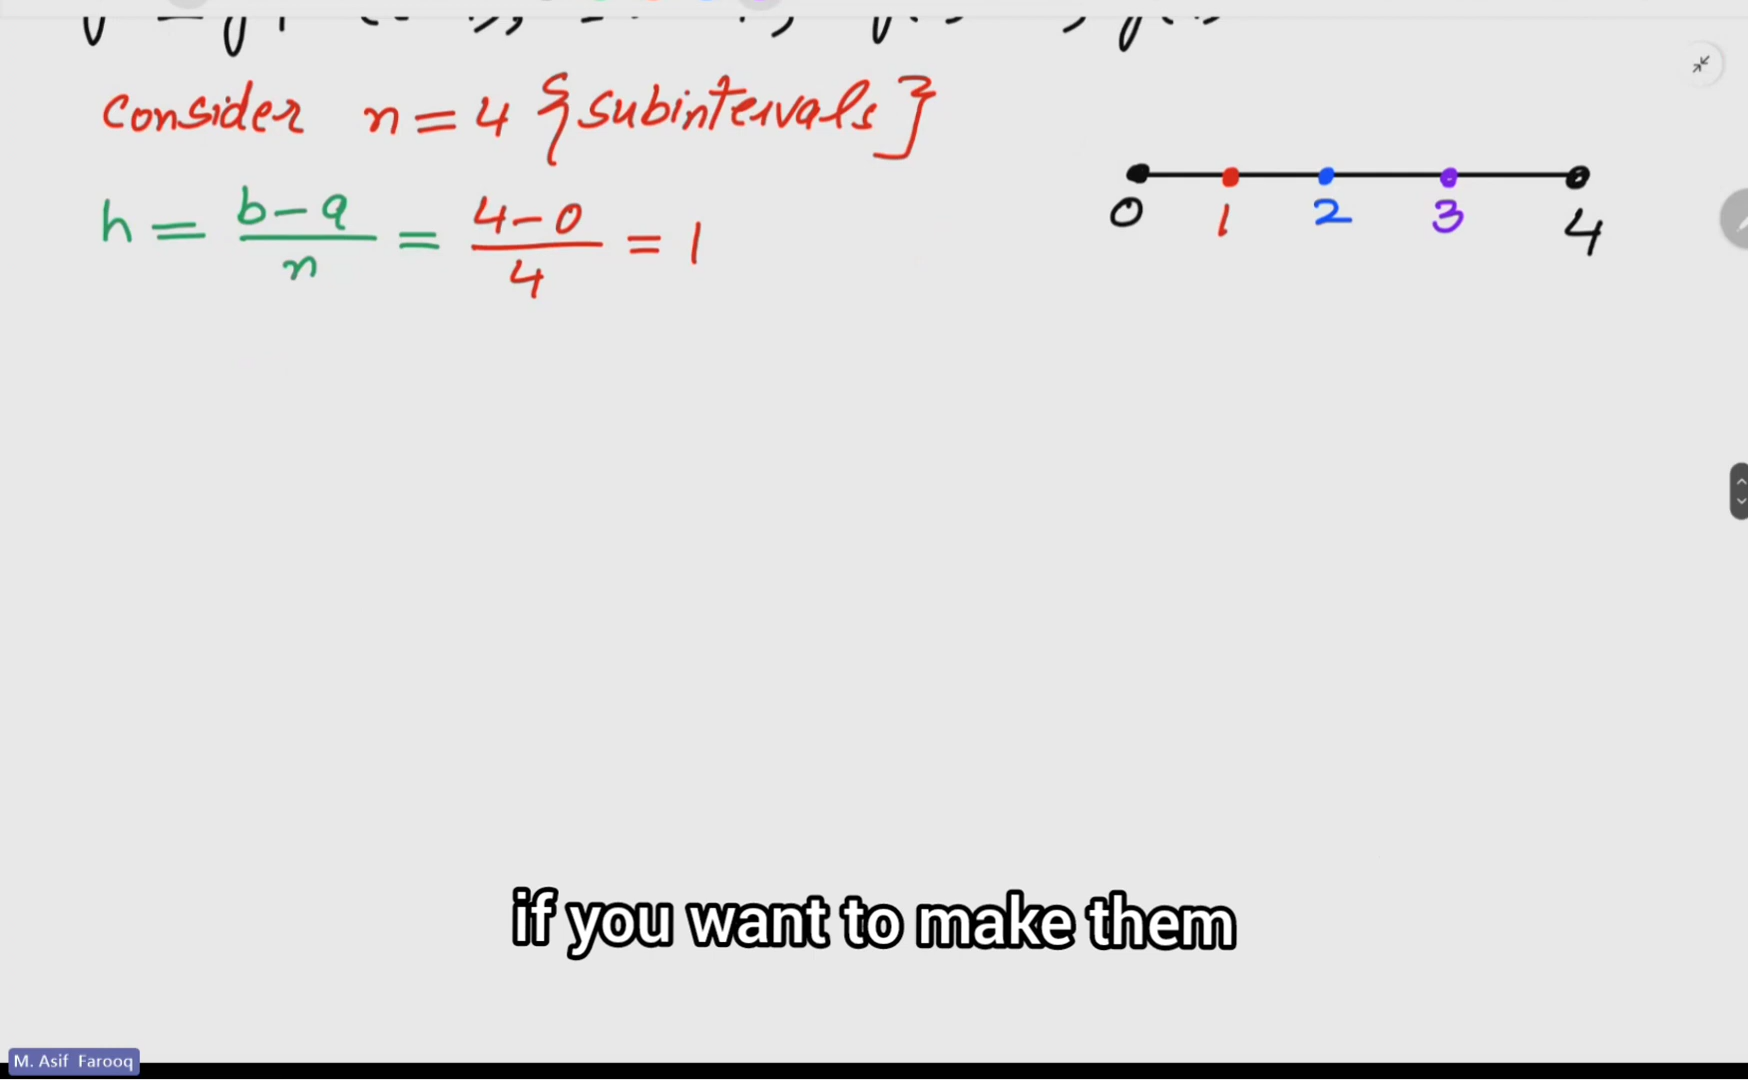 Consider n = 4 {subintervals}
h = b-a/n = 4-0/4 = 1
0 1 2 3 4
if you want to make them
M. Asif Farooq